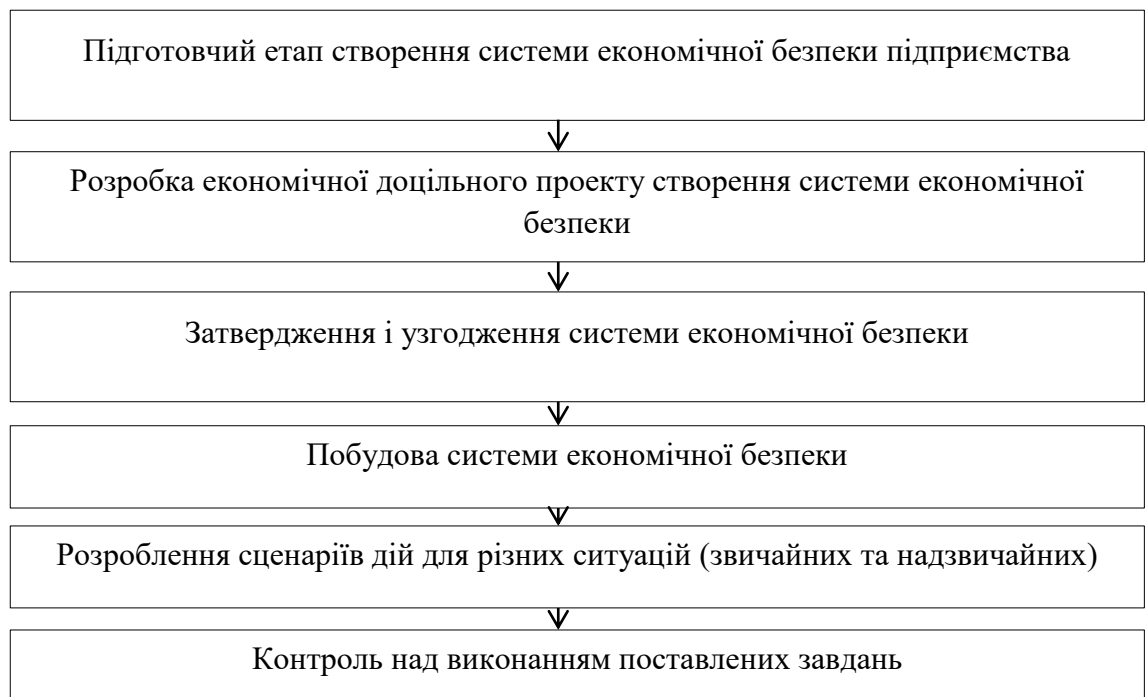 Підготовчий етап створення системи економічної безпеки підприємства
Розробка економічної доцільного проекту створення системи економічної
безпеки
Затвердження і узгодження системи економічної безпеки
Побудова системи економічної безпеки
Розроблення сценаріїв дій для різних ситуацій (звичайних та надзвичайних)
Контроль над виконанням поставлених завдань